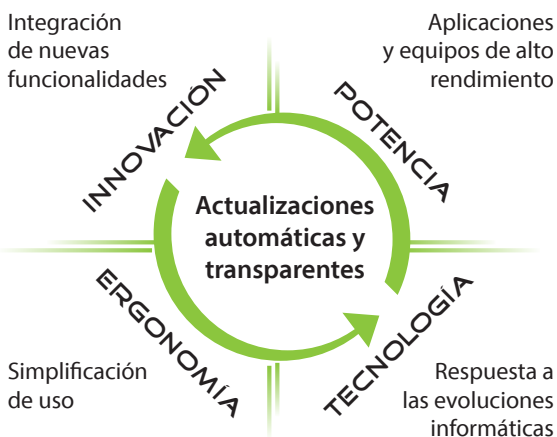 Integración
de nuevas
funcionalidades
Aplicaciones
y equipos de alto
rendimiento
INNOVACIÓN
POTENCIA
Actualizaciones
automáticas y
transparentes
ERGONOMÍA
TECNOLOGÍA
Simplificación
de uso
Respuesta a
las evoluciones
informáticas